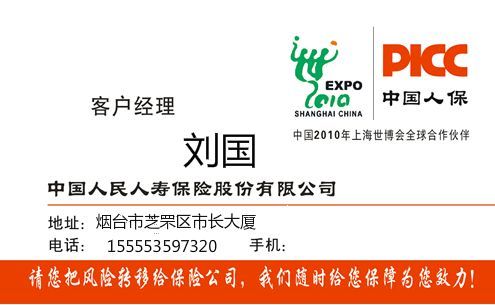 EXPO
2010
SHANGHAI CHINA
PICC
中国人保
中国2010年上海世博会全球合作伙伴
客户经理
刘国
中国人民人寿保险股份有限公司
地址：烟台市芝罘区市长大厦
电话：155553597320 手机：
请您把风险转移给保险公司，我们随时给您保障为您效力！